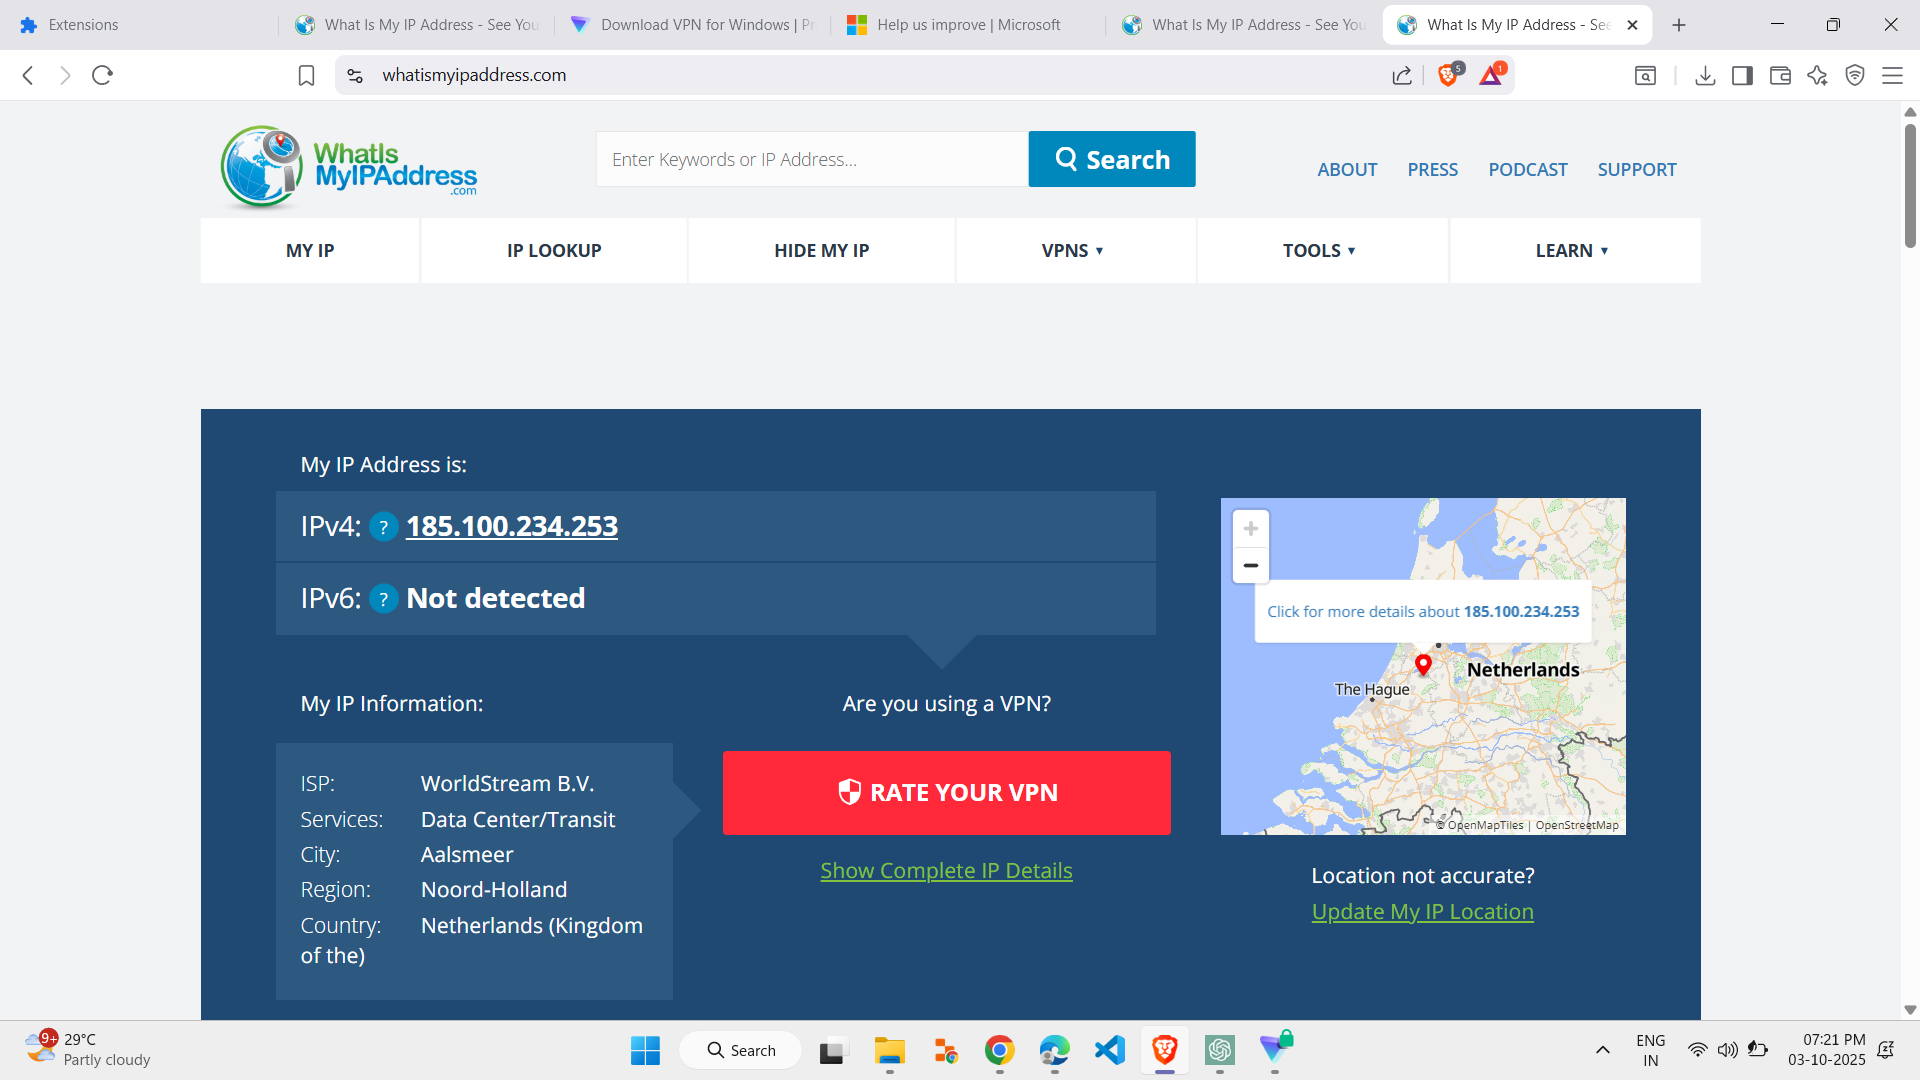 Extensions
What Is My IP Address - See You
Download VPN for Windows | Pr
Help us improve | Microsoft
What Is My IP Address - See You
What Is My IP Address - See
whatismyipaddress.com
5
1
WhatIs
MyIPAddress
.com
Enter Keywords or IP Address...
Search
ABOUT
PRESS
PODCAST
SUPPORT
MY IP
IP LOOKUP
HIDE MY IP
VPNS ▾
TOOLS ▾
LEARN ▾
My IP Address is:
IPv4: ? 185.100.234.253
IPv6: ? Not detected
+
−
Click for more details about 185.100.234.253
Netherlands
The Hague
© OpenMapTiles | OpenStreetMap
My IP Information:
Are you using a VPN?
ISP: WorldStream B.V.
Services: Data Center/Transit
City: Aalsmeer
Region: Noord-Holland
Country: Netherlands (Kingdom
of the)
RATE YOUR VPN
Show Complete IP Details
Location not accurate?
Update My IP Location
9+
29°C
Partly cloudy
Search
ENG
IN
07:21 PM
03-10-2025